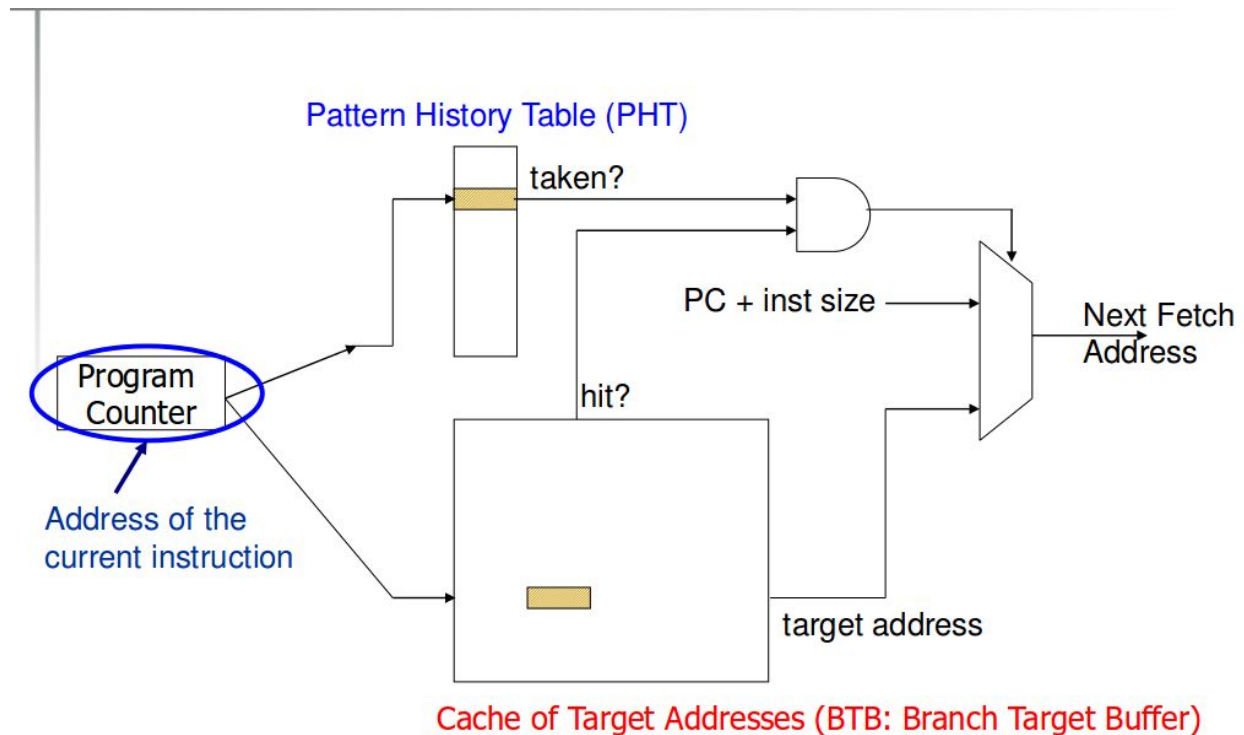 Pattern History Table (PHT)
taken?
PC + inst size
Next Fetch
Address
Program
Counter
hit?
Address of the
current instruction
target address
Cache of Target Addresses (BTB: Branch Target Buffer)